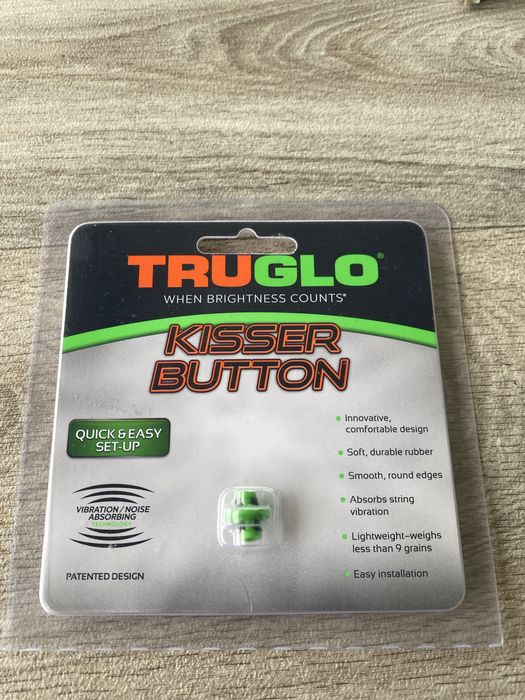 TRUGLO®
WHEN BRIGHTNESS COUNTS®
KISSER
BUTTON
QUICK & EASY
SET-UP
VIBRATION / NOISE
ABSORBING
TECHNOLOGY
PATENTED DESIGN
• Innovative,
comfortable design
• Soft, durable rubber
• Smooth, round edges
• Absorbs string
vibration
• Lightweight–weighs
less than 9 grains
• Easy installation